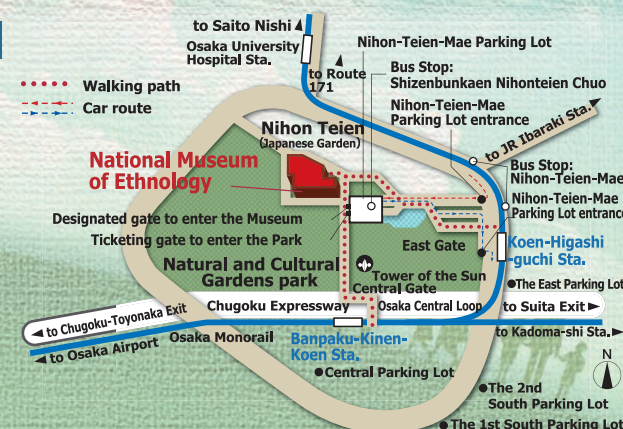 to Saito Nishi
Osaka University
Hospital Sta.
to Route
171
Nihon-Teien-Mae Parking Lot
Bus Stop:
Shizenbunkaen Nihonteien Chuo
Nihon-Teien-Mae
Parking Lot entrance
to JR Ibaraki Sta.
Walking path
Car route
Nihon Teien
(Japanese Garden)
National Museum
of Ethnology
Bus Stop:
Nihon-Teien-Mae
Nihon-Teien-Mae
Parking Lot entrance
Designated gate to enter the Museum
Ticketing gate to enter the Park
East Gate
Koen-Higashi
-guchi Sta.
Natural and Cultural
Gardens park
Tower of the Sun
Central Gate
The East Parking Lot
to Chugoku-Toyonaka Exit
Chugoku Expressway
Osaka Central Loop
to Suita Exit
to Osaka Airport
Osaka Monorail
Banpaku-Kinen-
Koen Sta.
to Kadoma-shi Sta.
N
Central Parking Lot
The 2nd
South Parking Lot
The 1st South Parking Lot